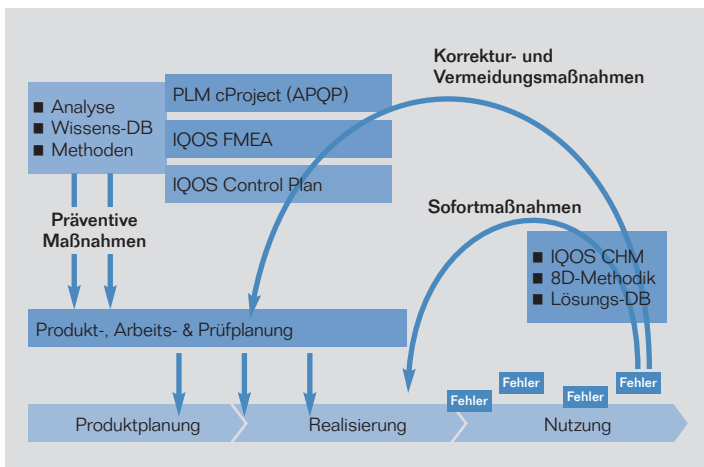 Korrektur- und
Vermeidungsmaßnahmen
PLM cProject (APQP)
■ Analyse
■ Wissens-DB
■ Methoden
IQOS FMEA
IQOS Control Plan
Präventive
Maßnahmen
Sofortmaßnahmen
■ IQOS CHM
■ 8D-Methodik
■ Lösungs-DB
Produkt-, Arbeits- & Prüfplanung
Fehler
Fehler
Fehler
Fehler
Produktplanung
Realisierung
Nutzung